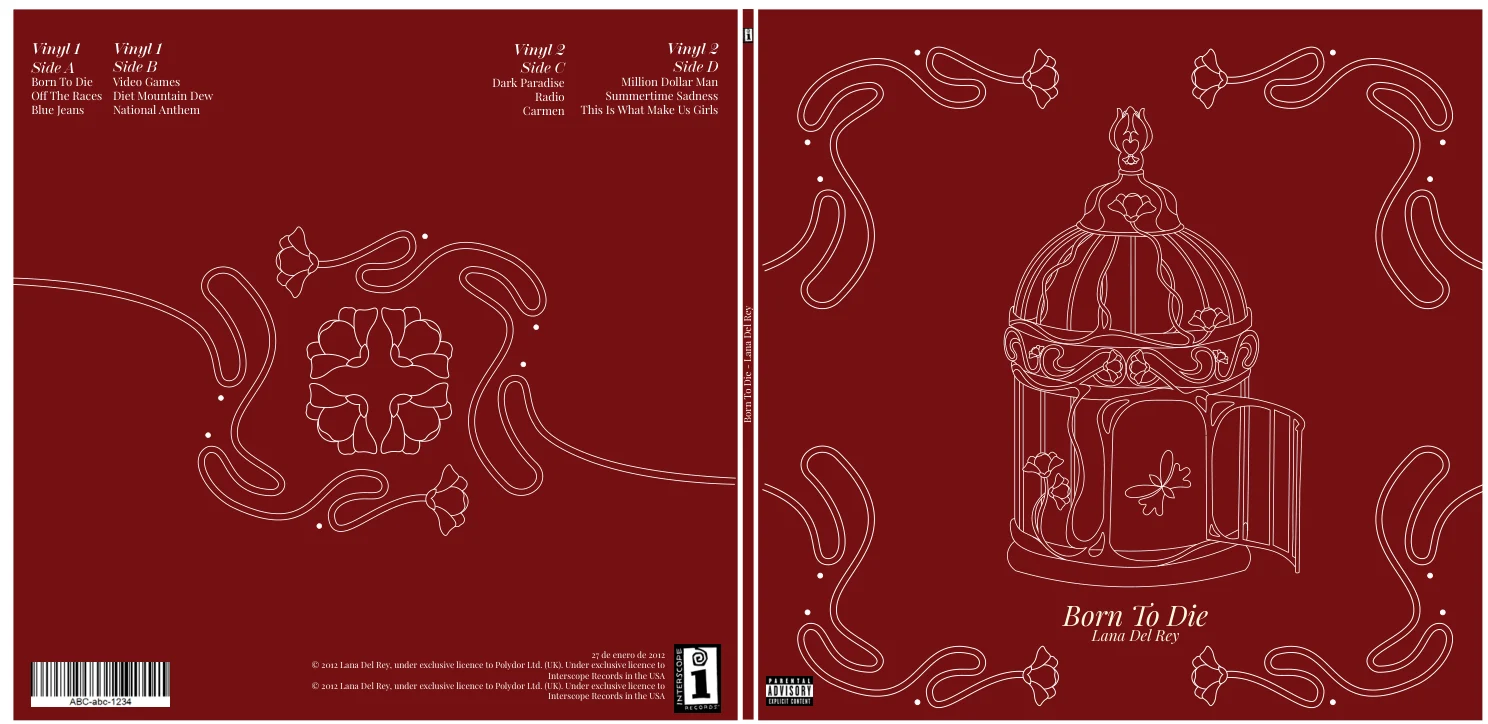 Vinyl 1
Side A
Born To Die
Off The Races
Blue Jeans
Vinyl 1
Side B
Video Games
Diet Mountain Dew
National Anthem
Vinyl 2
Side C
Dark Paradise
Radio
Carmen
Vinyl 2
Side D
Million Dollar Man
Summertime Sadness
This Is What Make Us Girls
ABC-abc-1234
27 de enero de 2012
© 2012 Lana Del Rey, under exclusive licence to Polydor Ltd. (UK). Under exclusive licence to
Interscope Records in the USA
© 2012 Lana Del Rey, under exclusive licence to Polydor Ltd. (UK). Under exclusive licence to
Interscope Records in the USA
INTERSCOPE
i
RECORDS
i
Born To Die - Lana Del Rey
Born To Die
Lana Del Rey
PARENTAL
ADVISORY
EXPLICIT CONTENT